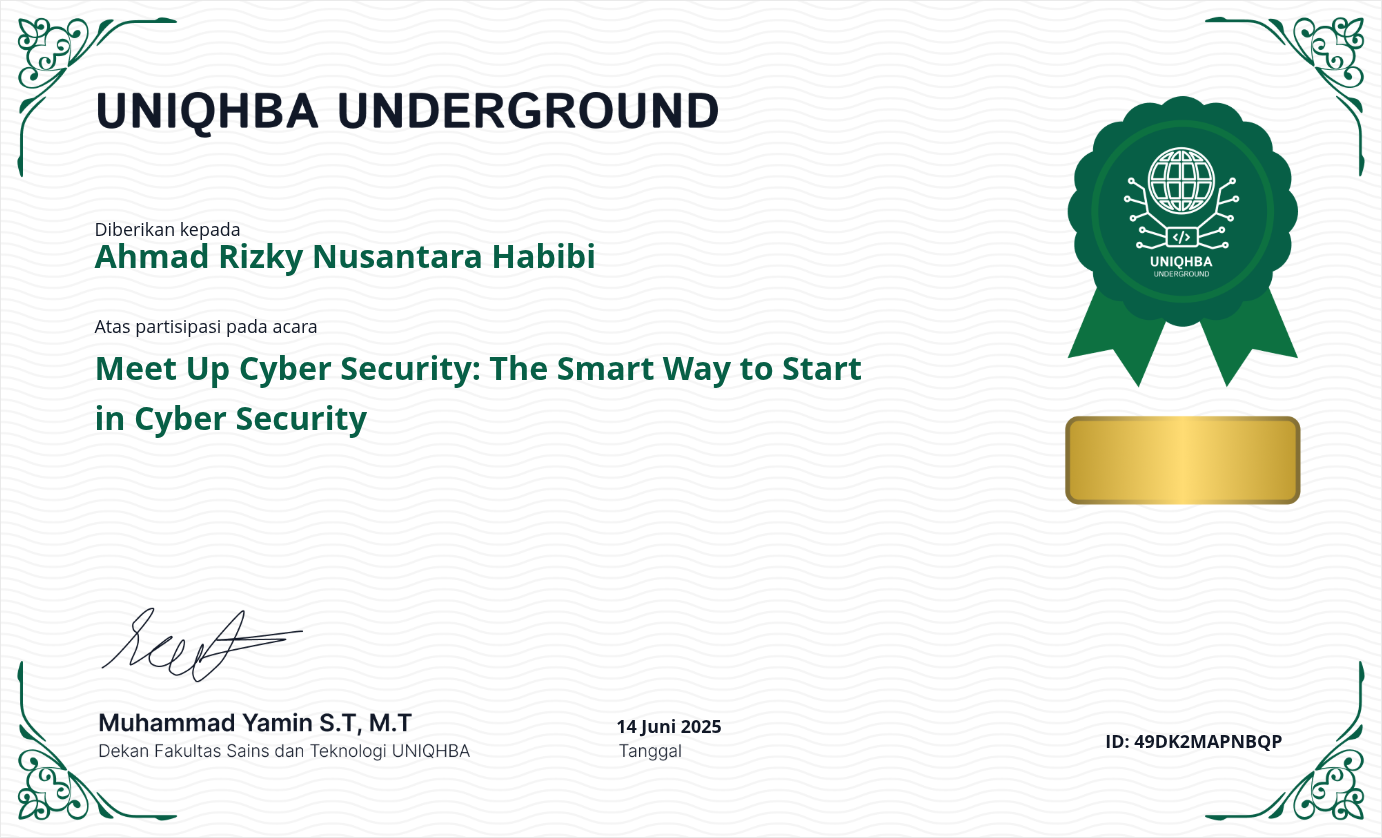 UNIQHBA UNDERGROUND
Diberikan kepada
Ahmad Rizky Nusantara Habibi
Atas partisipasi pada acara
Meet Up Cyber Security: The Smart Way to Start
in Cyber Security
</>
UNIQHBA
UNDERGROUND
Muhammad Yamin S.T, M.T
Dekan Fakultas Sains dan Teknologi UNIQHBA
14 Juni 2025
Tanggal
ID: 49DK2MAPNBQP